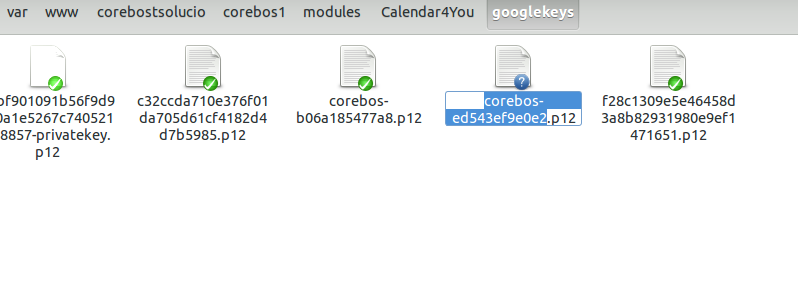 var www corebostsolucio corebos1 modules Calendar4You googlekeys
bf901091b56f9d9
0a1e5267c740521
8857-privatekey.
p12
c32ccda710e376f01
da705d61cf4182d4
d7b5985.p12
corebos-
b06a185477a8.p12
corebos-
ed543ef9e0e2.p12
f28c1309e5e46458d
3a8b82931980e9ef1
471651.p12